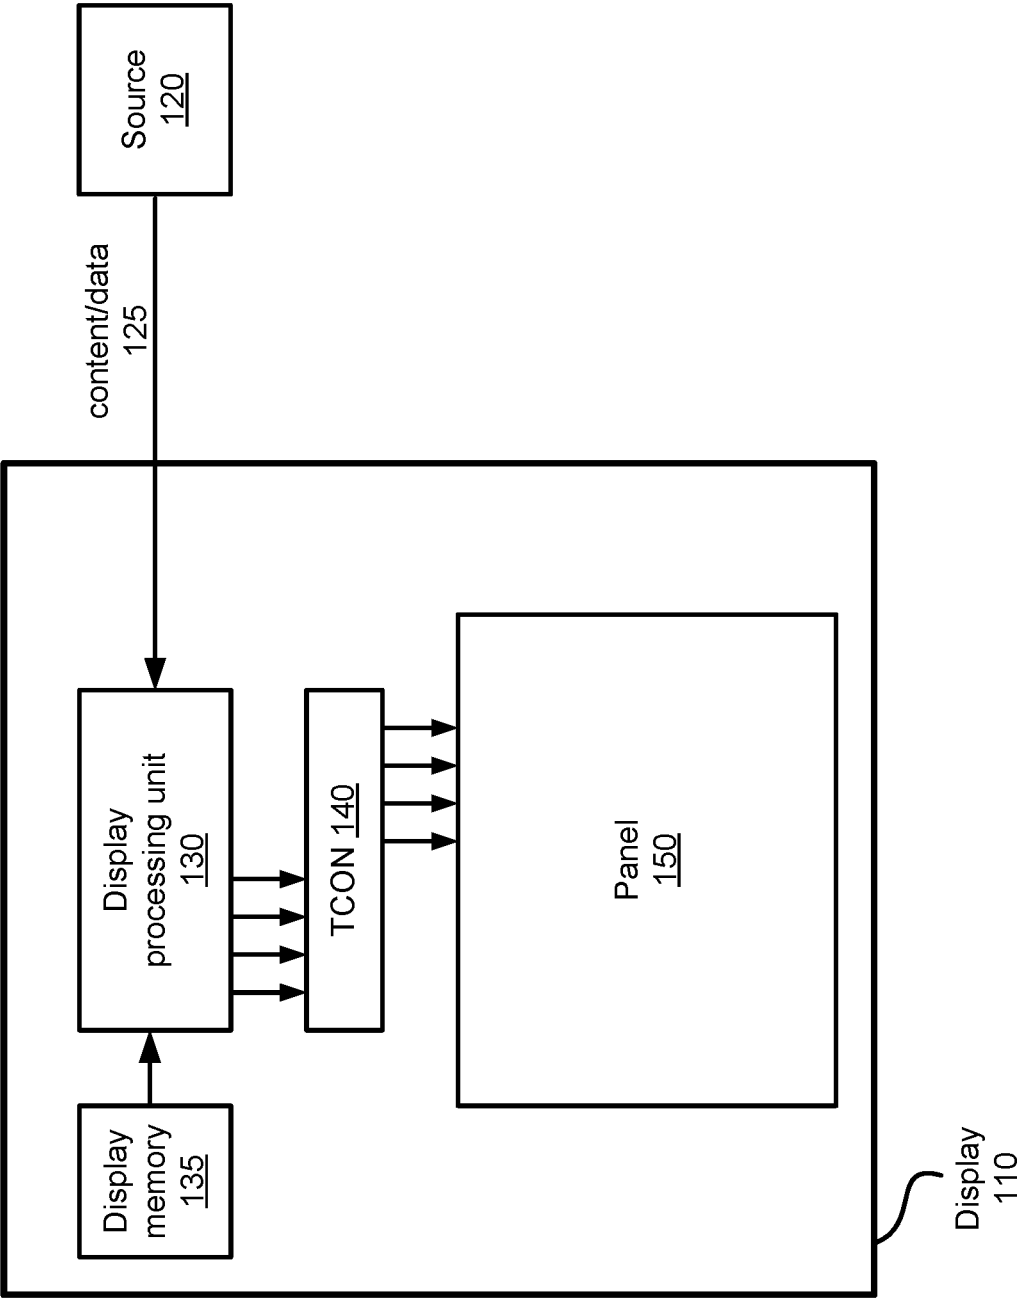 Source
120
content/data
125
Display
processing unit
130
Display
memory
135
TCON 140
Panel
150
Display
110